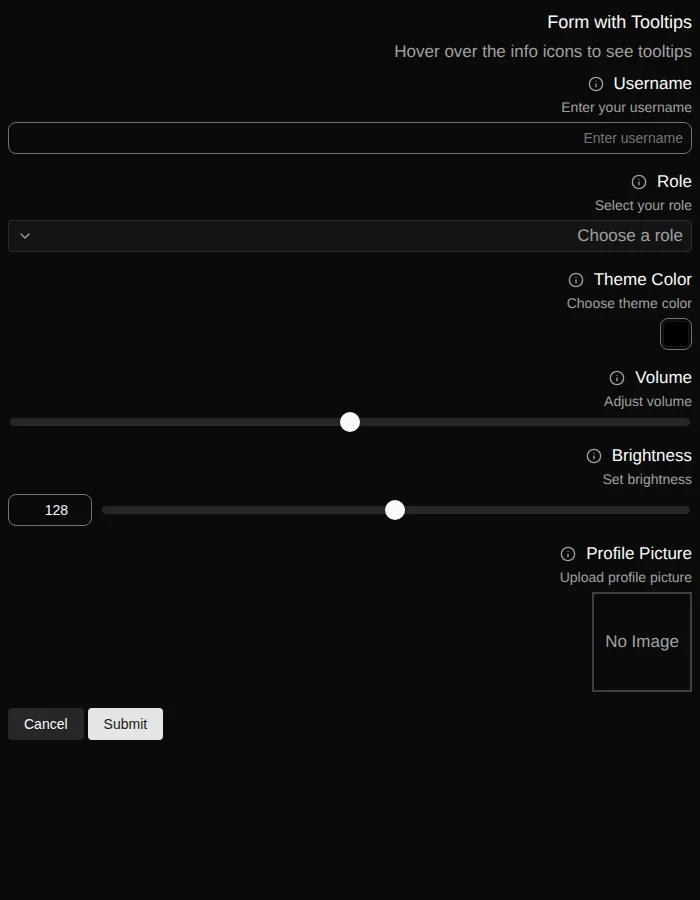 Form with Tooltips
Hover over the info icons to see tooltips
Username
Enter your username
Enter username
Role
Select your role
Choose a role
Theme Color
Choose theme color
Volume
Adjust volume
Brightness
Set brightness
128
Profile Picture
Upload profile picture
No Image
Cancel Submit